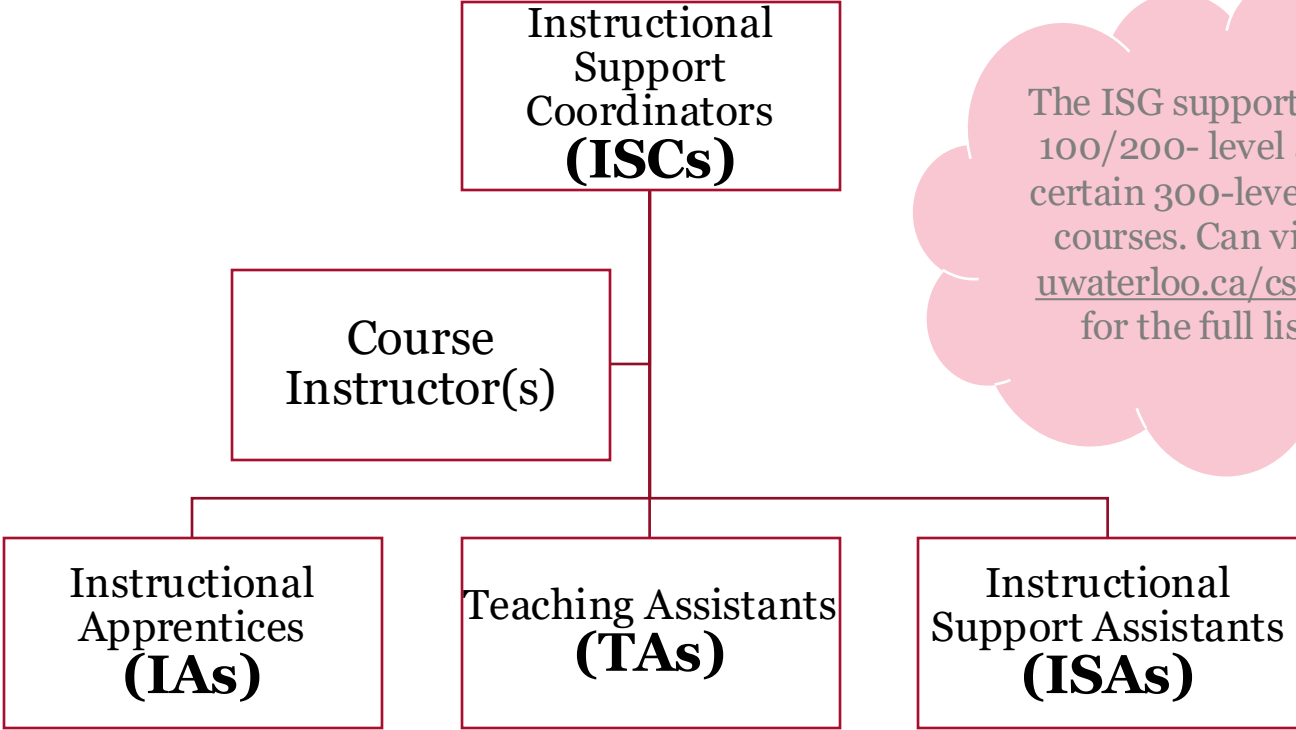 Instructional
Support
Coordinators
(ISCs)
The ISG support
100/200- level
certain 300-leve
courses. Can vi
uwaterloo.ca/cs
for the full lis
Course
Instructor(s)
Instructional
Apprentices
(IAs)
Teaching Assistants
(TAs)
Instructional
Support Assistants
(ISAs)